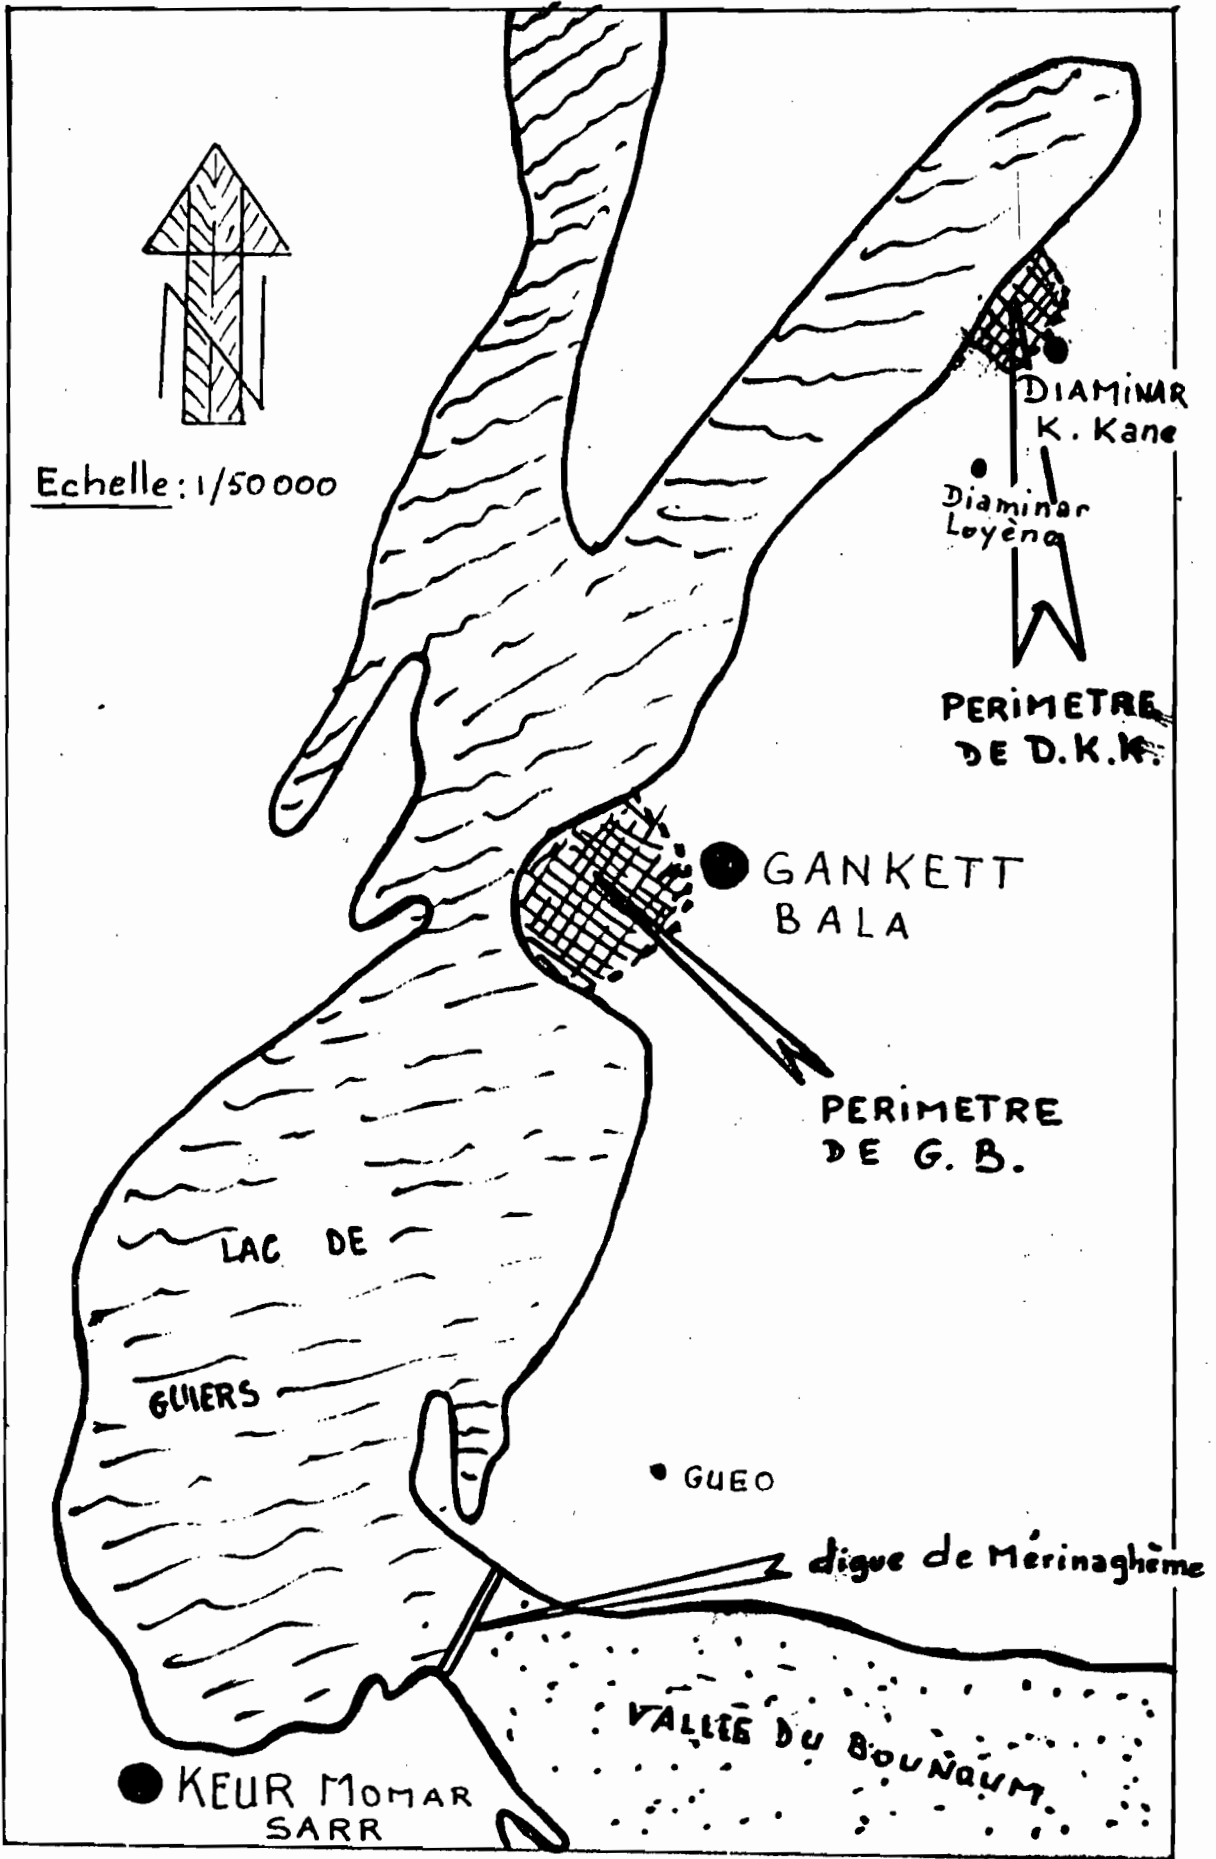 N
Echelle : 1/50 000
DIAMINAR
K. Kane
Diaminar
Loyèna
PERIMETRE
DE D.K.K.
GANKETT
BALA
PERIMETRE
DE G. B.
LAC DE
GUIERS
GUEO
digue de Mérinaghème
VALLEE DU BOUNOUM
KEUR MOMAR
SARR